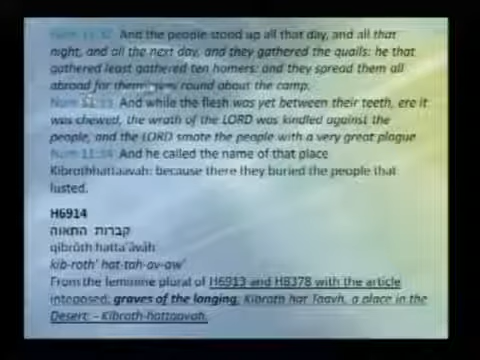 Num 11:32 And the people stood up all that day, and all that
night, and all the next day, and they gathered the quails: he that
gathered least gathered ten homers: and they spread them all
abroad for themselves round about the camp.
Num 11:33 And while the flesh was yet between their teeth, ere it
was chewed, the wrath of the LORD was kindled against the
people, and the LORD smote the people with a very great plague
Num 11:34 And he called the name of that place
Kibrothhattaavah: because there they buried the people that
lusted.
H6914
קברות התאוה
qibrôth hatta'ăvâh
kib-roth' hat-tah-av-aw'
From the feminine plural of H6913 and H8378 with the article
inteposed; graves of the longing; Kibroth hat Taavh, a place in the
Desert: - Kibroth-hattaavah.